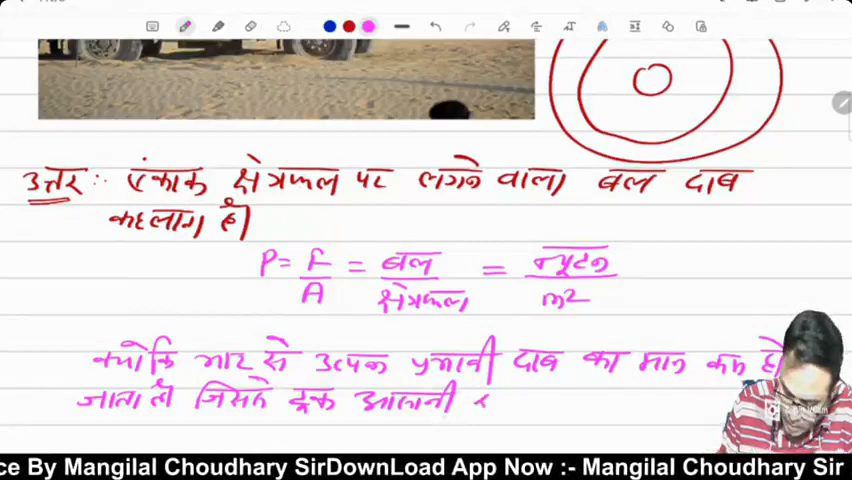 उत्तर :- एंकाक क्षेत्रफल पर लगने वाला बल दाब
कहलाता है।
P = F/A = बल/क्षेत्रफल = न्यूटन/m2
क्योकि भार से उत्पन्न प्रभावी दाब का मान कम हो
जाता है जिससे ट्रक आसानी
ce By Mangilal Choudhary SirDownLoad App Now :- Mangilal Choudhary Sir